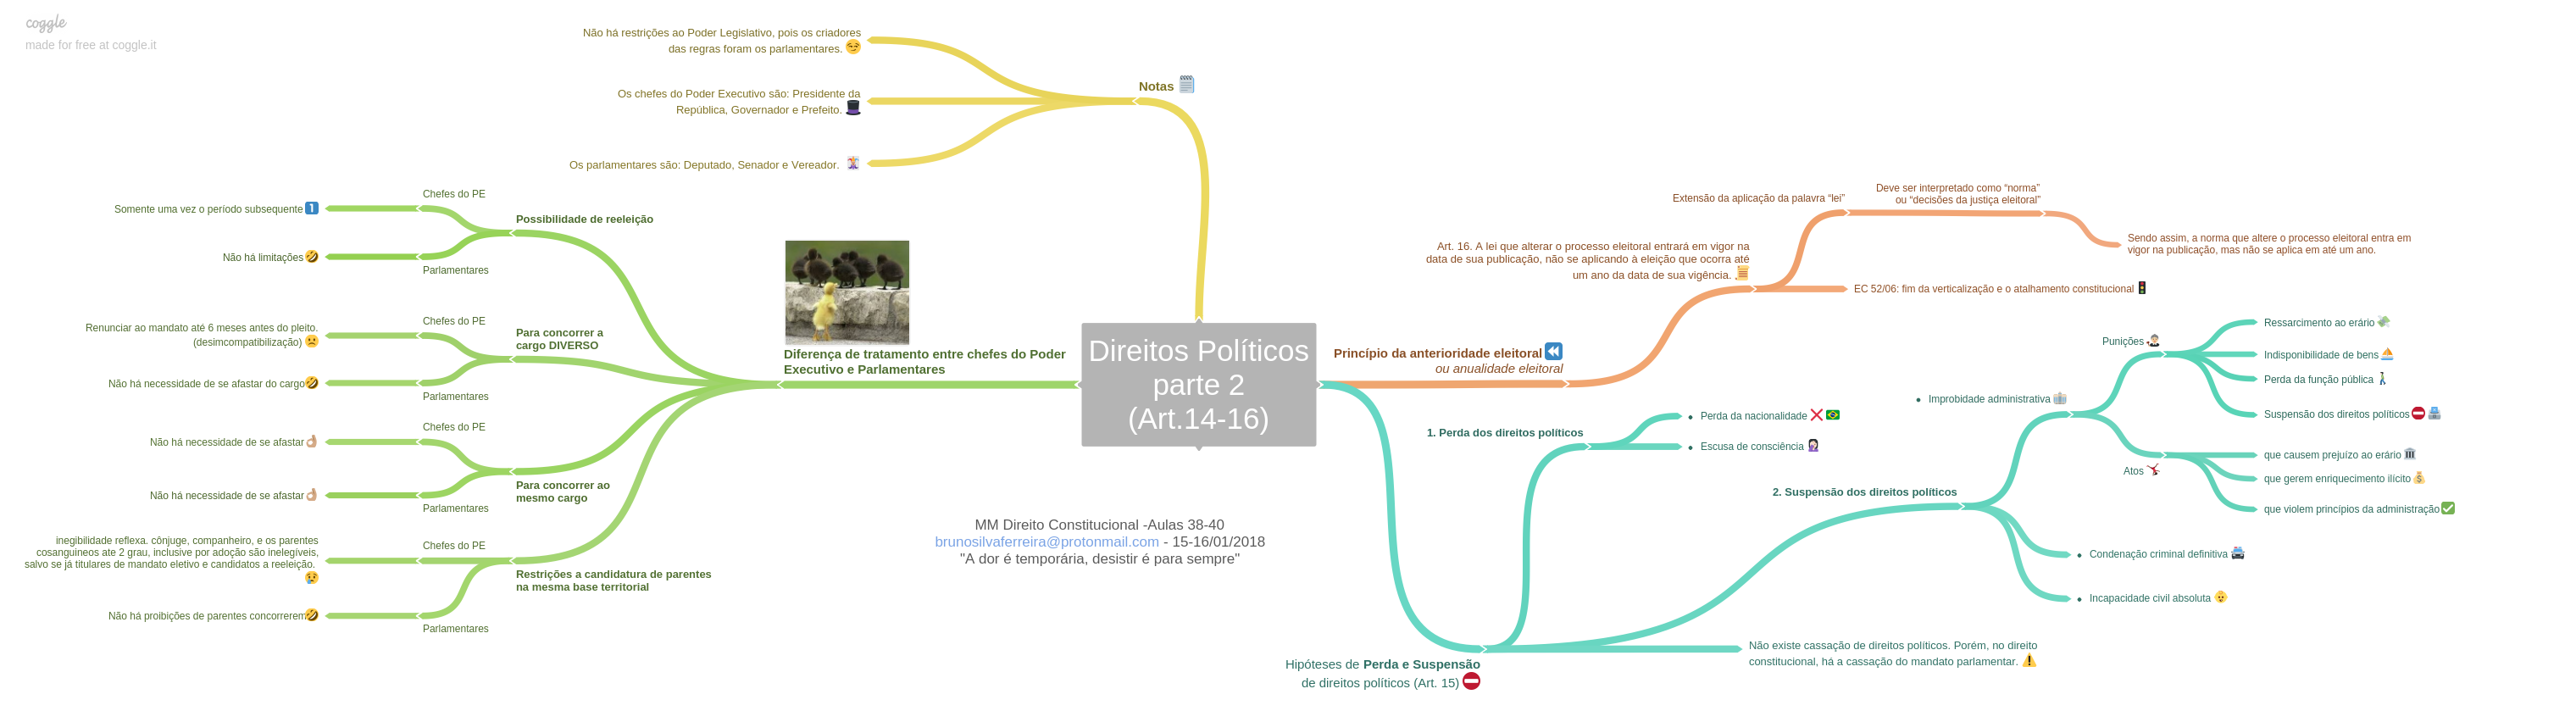 coggle
made for free at coggle.it
Não há restrições ao Poder Legislativo, pois os criadores
das regras foram os parlamentares.
Notas
Os chefes do Poder Executivo são: Presidente da
República, Governador e Prefeito.
Os parlamentares são: Deputado, Senador e Vereador.
Chefes do PE
Somente uma vez o período subsequente
Possibilidade de reeleição
Não há limitações
Parlamentares
Chefes do PE
Renunciar ao mandato até 6 meses antes do pleito.
(desimcompatibilização)
Para concorrer a
cargo DIVERSO
Não há necessidade de se afastar do cargo
Parlamentares
Chefes do PE
Não há necessidade de se afastar
Para concorrer ao
mesmo cargo
Não há necessidade de se afastar
Parlamentares
Chefes do PE
inegibilidade reflexa. cônjuge, companheiro, e os parentes
cosanguineos ate 2 grau, inclusive por adoção são inelegíveis,
salvo se já titulares de mandato eletivo e candidatos a reeleição.
Restrições a candidatura de parentes
na mesma base territorial
Não há proibições de parentes concorrerem
Parlamentares
Diferença de tratamento entre chefes do Poder
Executivo e Parlamentares
Direitos Políticos
parte 2
(Art.14-16)
MM Direito Constitucional -Aulas 38-40
brunosilvaferreira@protonmail.com - 15-16/01/2018
"A dor é temporária, desistir é para sempre"
Princípio da anterioridade eleitoral
ou anualidade eleitoral
Art. 16. A lei que alterar o processo eleitoral entrará em vigor na
data de sua publicação, não se aplicando à eleição que ocorra até
um ano da data de sua vigência. .
Extensão da aplicação da palavra “lei”
Deve ser interpretado como “norma”
ou “decisões da justiça eleitoral”
Sendo assim, a norma que altere o processo eleitoral entra em
vigor na publicação, mas não se aplica em até um ano.
EC 52/06: fim da verticalização e o atalhamento constitucional
Hipóteses de Perda e Suspensão
de direitos políticos (Art. 15)
1. Perda dos direitos políticos
• Perda da nacionalidade
• Escusa de consciência
2. Suspensão dos direitos políticos
• Improbidade administrativa
Punições
Ressarcimento ao erário
Indisponibilidade de bens
Perda da função pública
Suspensão dos direitos políticos
Atos
que causem prejuízo ao erário
que gerem enriquecimento ilícito
que violem princípios da administração
• Condenação criminal definitiva
• Incapacidade civil absoluta
Não existe cassação de direitos políticos. Porém, no direito
constitucional, há a cassação do mandato parlamentar.